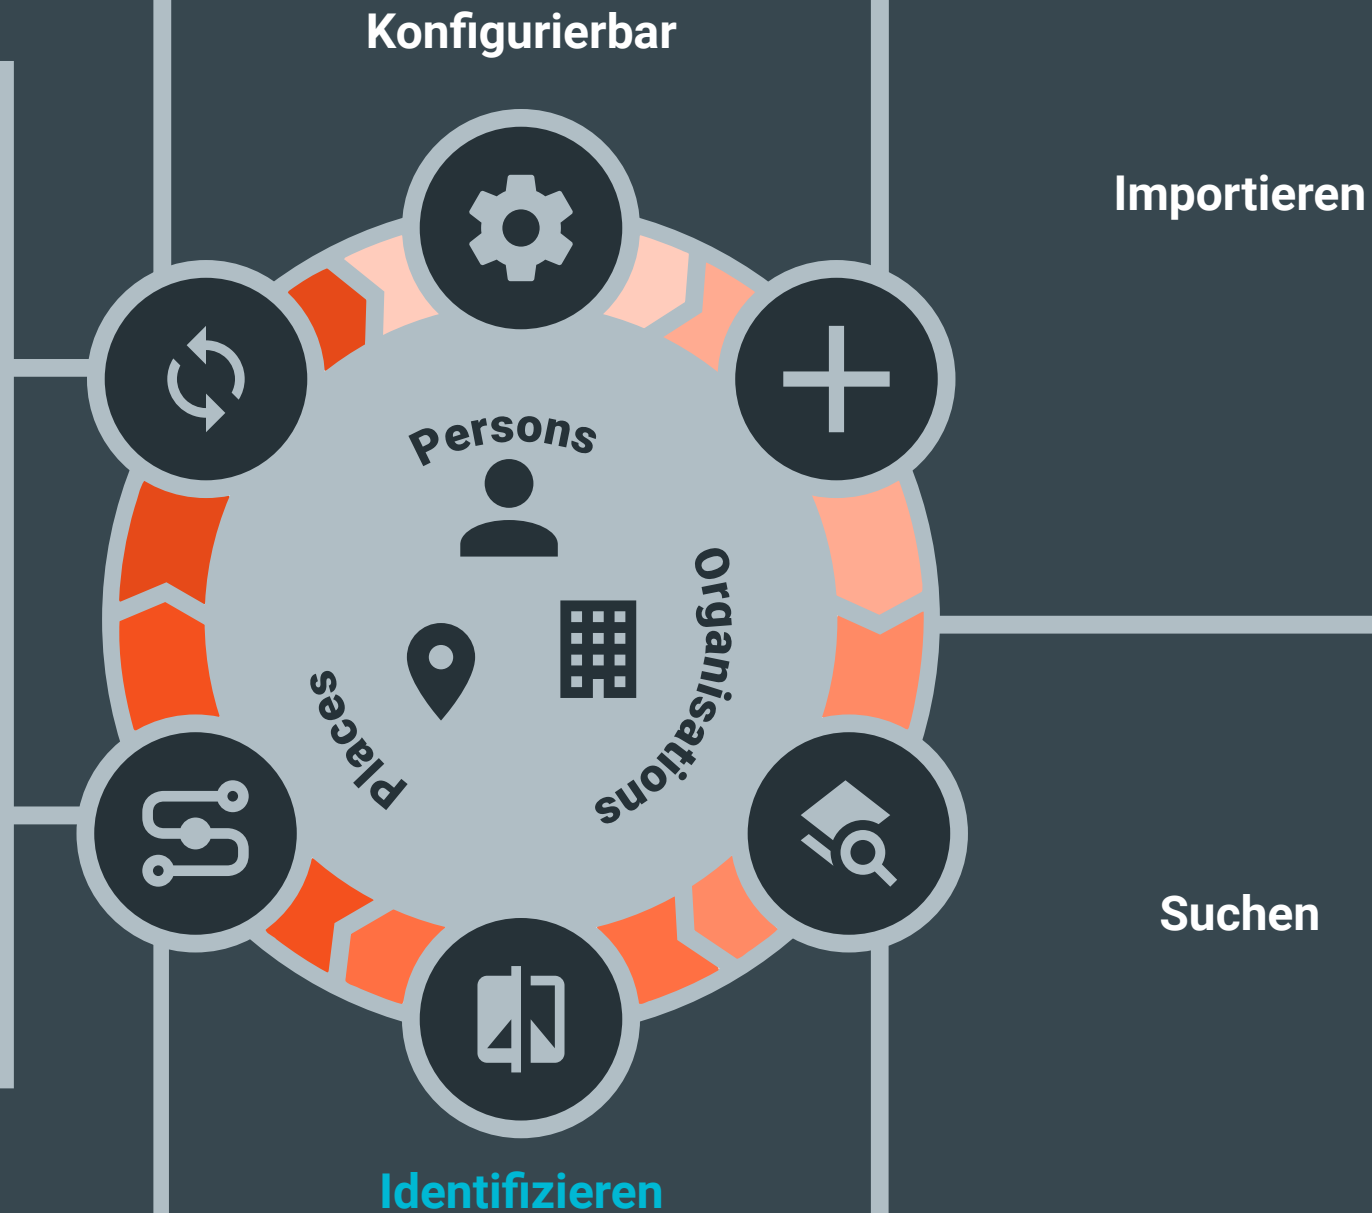 Konfigurierbar
Importieren
Persons
Organisations
Places
Suchen
Identifizieren